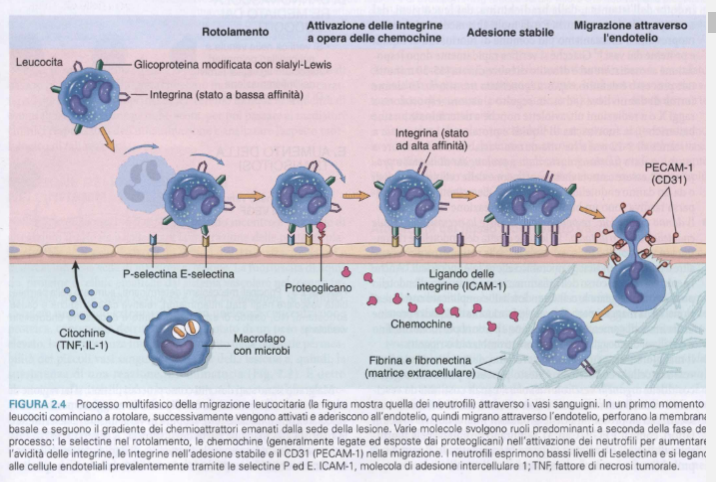 Rotolamento
Attivazione delle integrine
a opera delle chemochine
Adesione stabile
Migrazione attraverso
l'endotelio
Leucocita
Glicoproteina modificata con sialyl-Lewis
Integrina (stato a bassa affinità)
Integrina (stato
ad alta affinità)
PECAM-1
(CD31)
P-selectina E-selectina
Proteoglicano
Ligando delle
integrine (ICAM-1)
Chemochine
Citochine
(TNF, IL-1)
Macrofago
con microbi
Fibrina e fibronectina
(matrice extracellulare)
FIGURA 2.4 Processo multifasico della migrazione leucocitaria (la figura mostra quella dei neutrofili) attraverso i vasi sanguigni. In un primo momento
leucociti cominciano a rotolare, successivamente vengono attivati e aderiscono all'endotelio, quindi migrano attraverso l'endotelio, perforano la membrana
basale e seguono il gradiente dei chemioattrattori emanati dalla sede della lesione. Varie molecole svolgono ruoli predominanti a seconda della fase de
processo: le selectine nel rotolamento, le chemochine (generalmente legate ed esposte dai proteoglicani) nell'attivazione dei neutrofili per aumentare
l'avidità delle integrine, le integrine nell'adesione stabile e il CD31 (PECAM-1) nella migrazione. I neutrofili esprimono bassi livelli di L-selectina e si legano
alle cellule endoteliali prevalentemente tramite le selectine P ed E. ICAM-1, molecola di adesione intercellulare 1; TNF, fattore di necrosi tumorale.